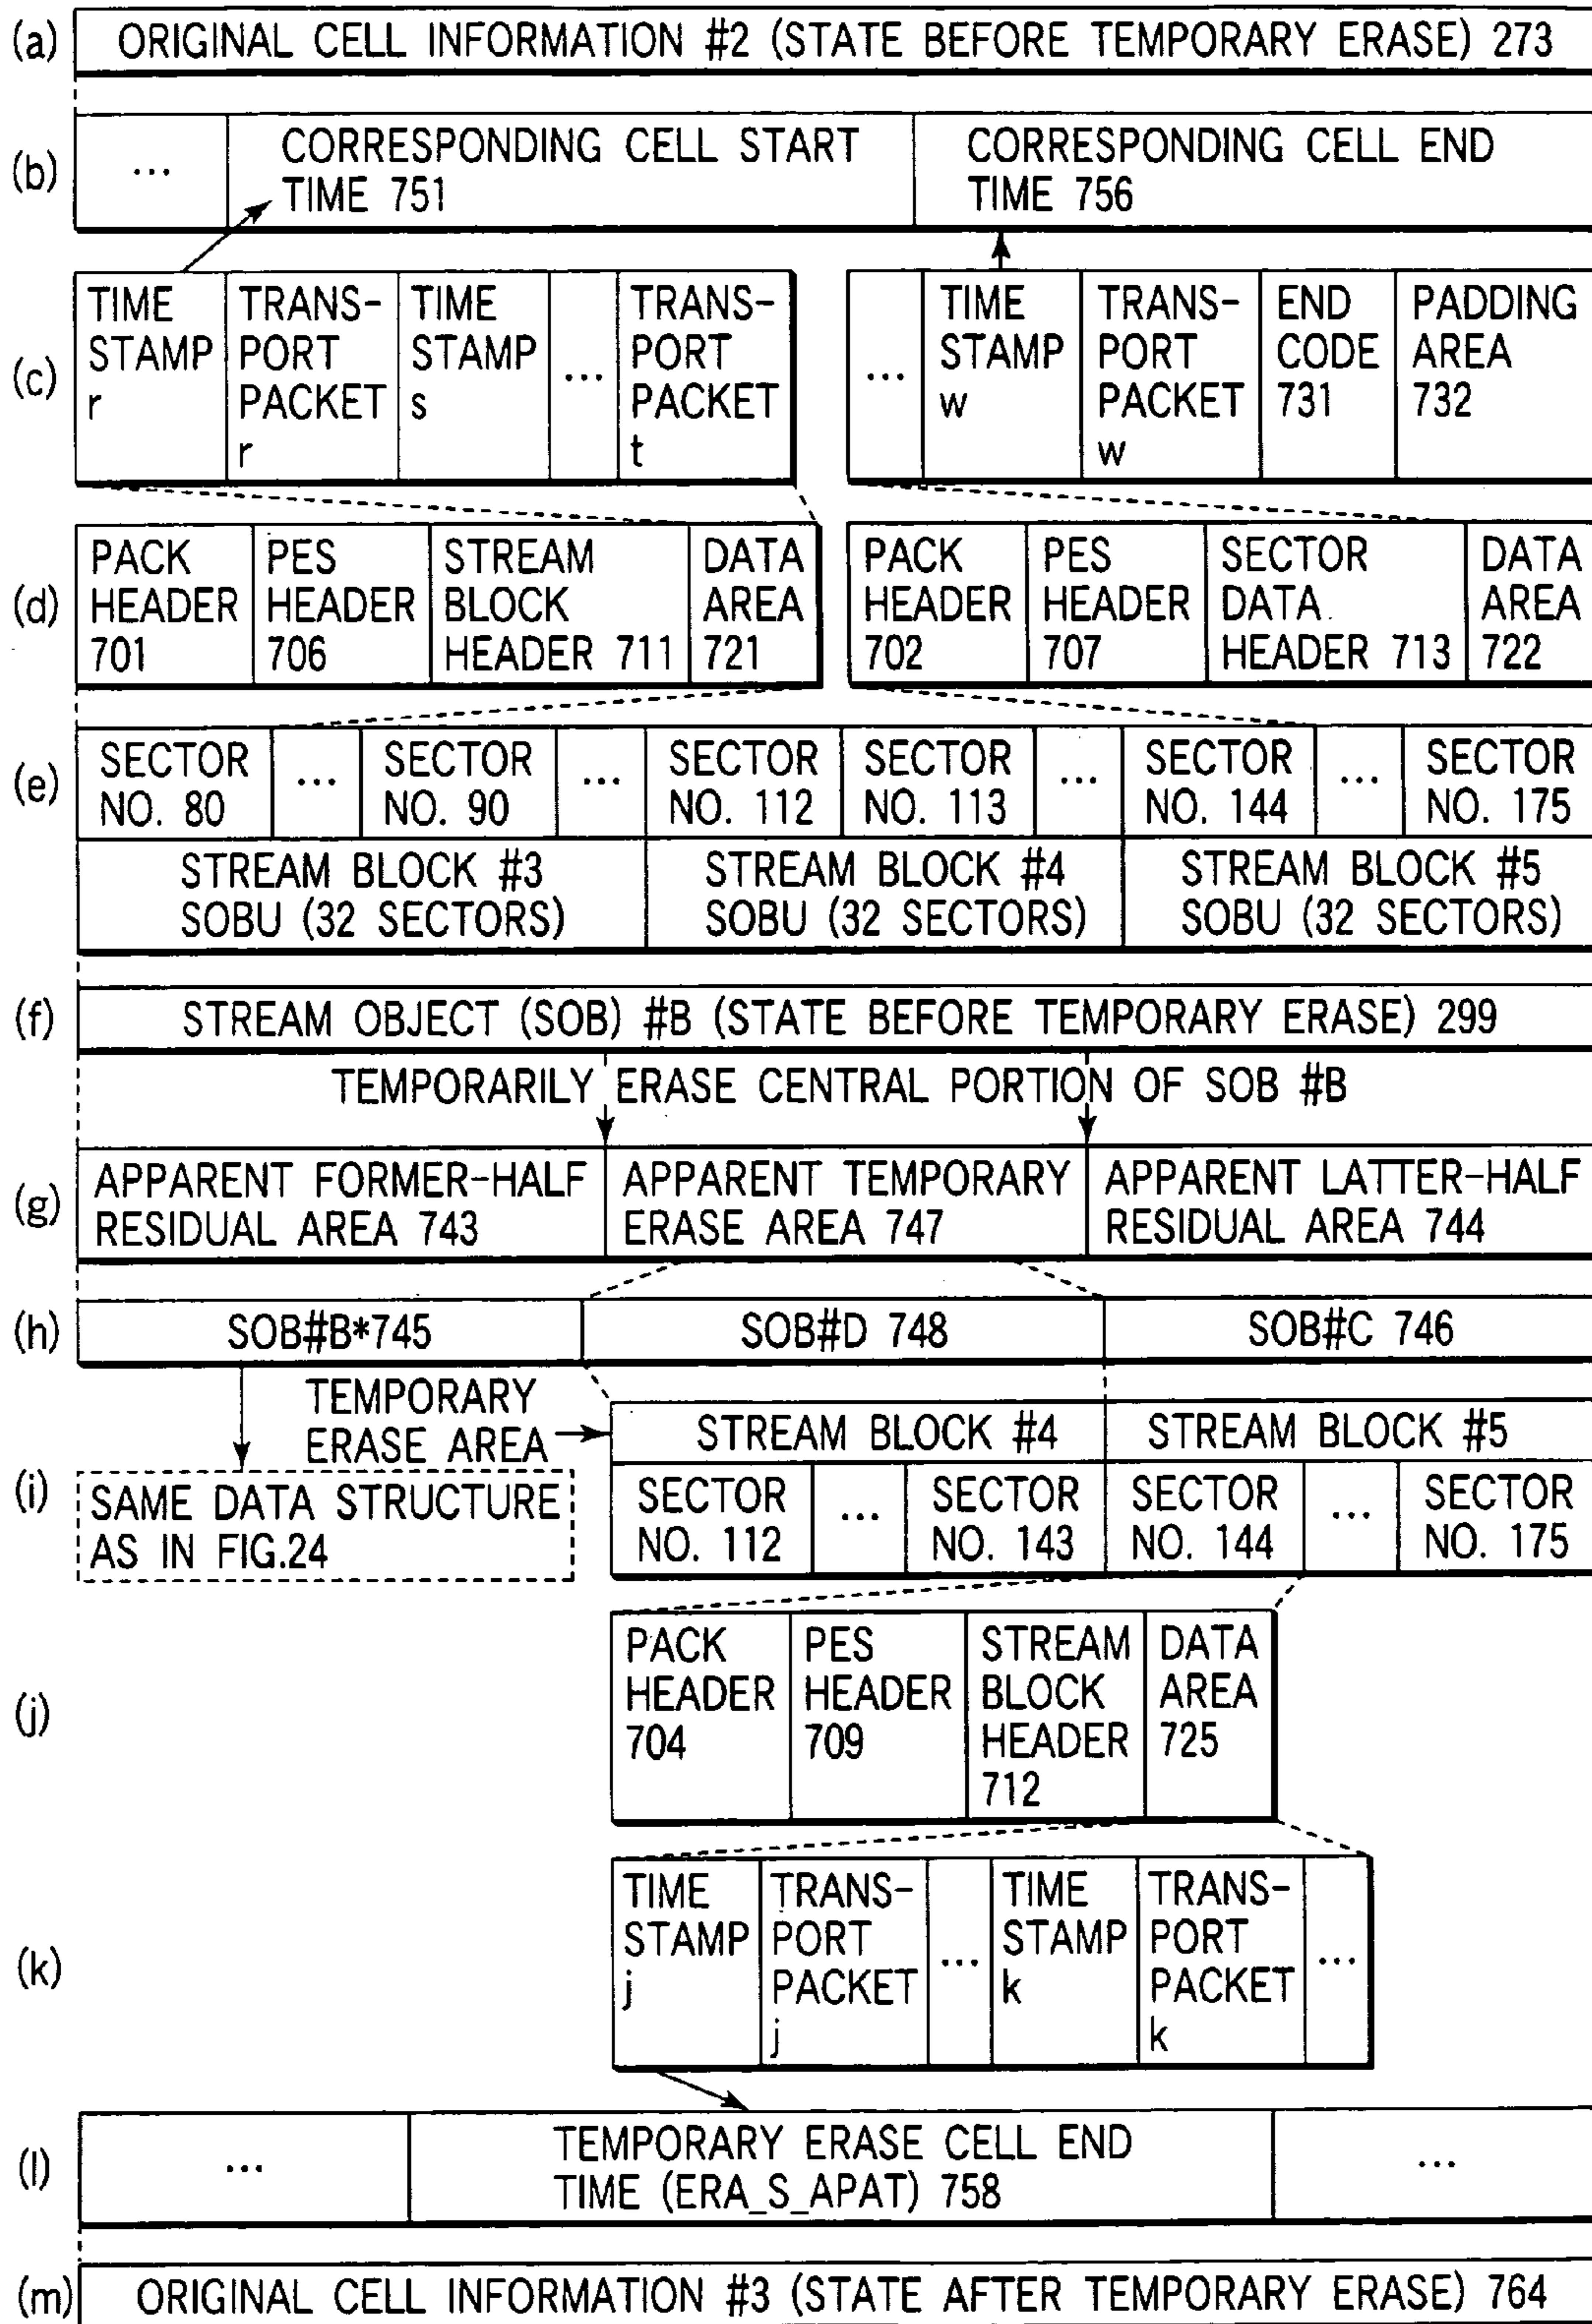 (a) ORIGINAL CELL INFORMATION #2 (STATE BEFORE TEMPORARY ERASE) 273
(b) ... CORRESPONDING CELL START CORRESPONDING CELL END
TIME 751 TIME 756
(c)
TIME TRANS- TIME TRANS- TIME TRANS- END PADDING
STAMP PORT STAMP ... PORT ... STAMP PORT CODE AREA
r PACKET s PACKET w PACKET 731 732
r t w
(d)
PACK PES STREAM DATA PACK PES SECTOR DATA
HEADER HEADER BLOCK AREA HEADER HEADER DATA AREA
701 706 HEADER 711 721 702 707 HEADER 713 722
(e)
SECTOR ... SECTOR ... SECTOR SECTOR ... SECTOR ... SECTOR
NO. 80 NO. 90 NO. 112 NO. 113 NO. 144 NO. 175
STREAM BLOCK #3 STREAM BLOCK #4 STREAM BLOCK #5
SOBU (32 SECTORS) SOBU (32 SECTORS) SOBU (32 SECTORS)
(f) STREAM OBJECT (SOB) #B (STATE BEFORE TEMPORARY ERASE) 299
TEMPORARILY ERASE CENTRAL PORTION OF SOB #B
(g) APPARENT FORMER-HALF APPARENT TEMPORARY APPARENT LATTER-HALF
RESIDUAL AREA 743 ERASE AREA 747 RESIDUAL AREA 744
(h) SOB#B*745 SOB#D 748 SOB#C 746
TEMPORARY
ERASE AREA
STREAM BLOCK #4 STREAM BLOCK #5
(i)
SAME DATA STRUCTURE
AS IN FIG.24
SECTOR ... SECTOR SECTOR ... SECTOR
NO. 112 NO. 143 NO. 144 NO. 175
(j)
PACK PES STREAM DATA
HEADER HEADER BLOCK AREA
704 709 HEADER 725
712
(k)
TIME TRANS- TIME TRANS-
STAMP PORT ... STAMP PORT ...
j PACKET k PACKET
j k
(l) ... TEMPORARY ERASE CELL END ...
TIME (ERA_S_APAT) 758
(m) ORIGINAL CELL INFORMATION #3 (STATE AFTER TEMPORARY ERASE) 764